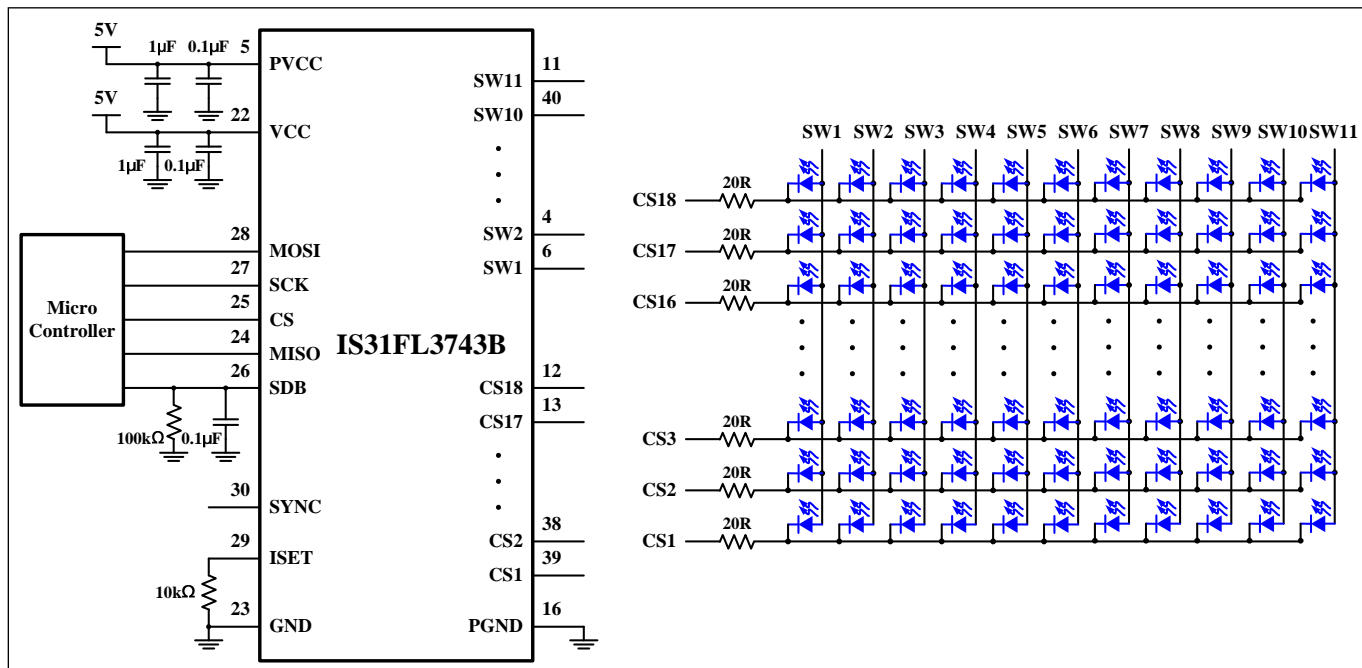 5V
1µF 0.1µF 5
PVCC
5V
22
VCC
1µF 0.1µF
28
MOSI
27
SCK
25
CS
24
MISO
26
SDB
Micro
Controller
100kΩ 0.1µF
30
SYNC
29
ISET
10kΩ
23
GND
IS31FL3743B
11
SW11
40
SW10
4
SW2
6
SW1
12
CS18
13
CS17
38
CS2
39
CS1
16
PGND
SW1 SW2 SW3 SW4 SW5 SW6 SW7 SW8 SW9 SW10 SW11
CS18 20R
CS17 20R
CS16 20R
CS3 20R
CS2 20R
CS1 20R